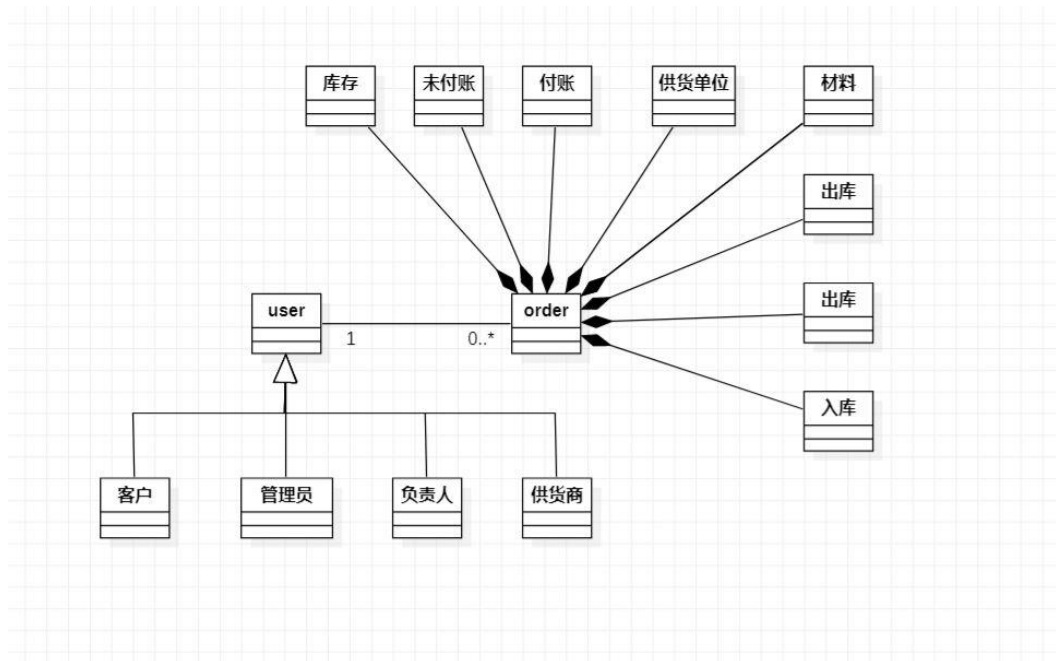 库存
未付账
付账
供货单位
材料
出库
出库
入库
user
1
0..*
order
客户
管理员
负责人
供货商